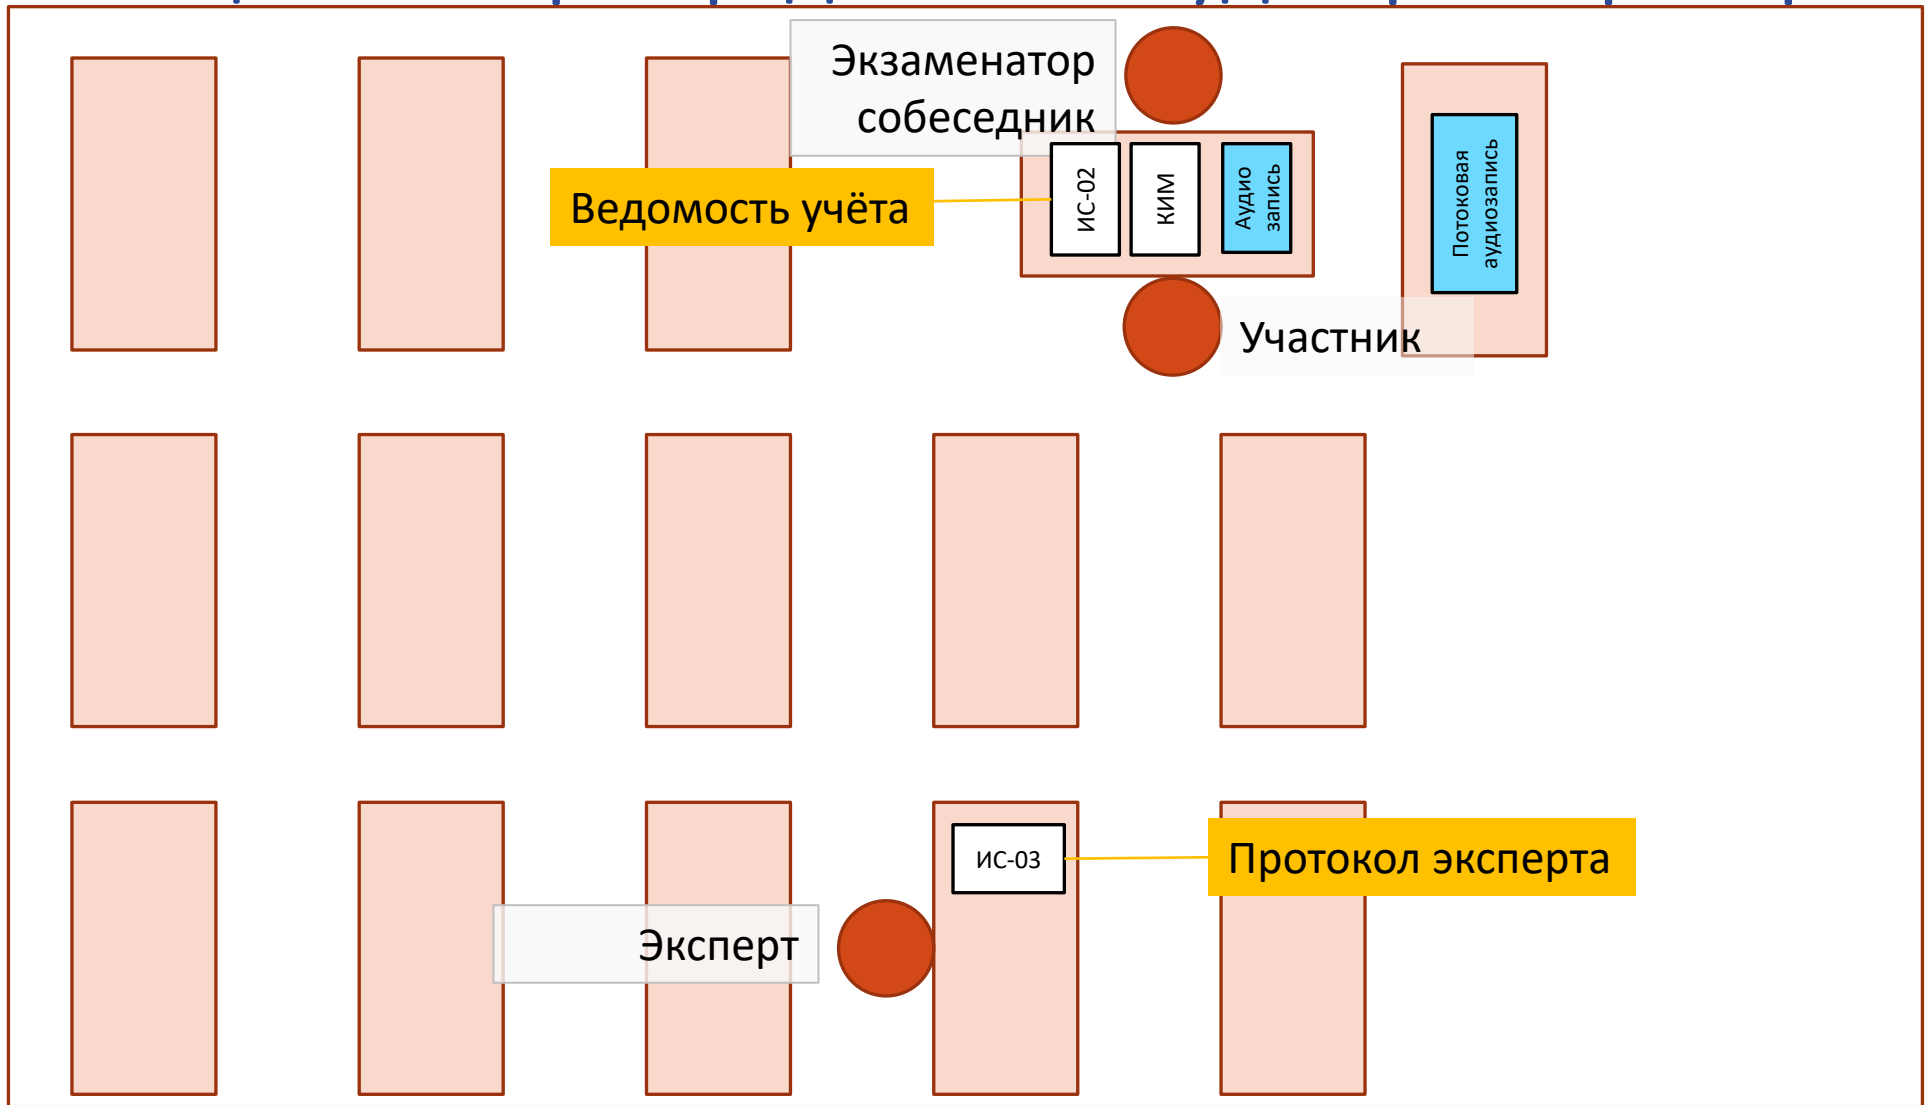 Экзаменатор
собеседник
Ведомость учёта
ИС-02
КИМ
Аудио
запись
Потоковая
аудиозапись
Участник
ИС-03
Протокол эксперта
Эксперт